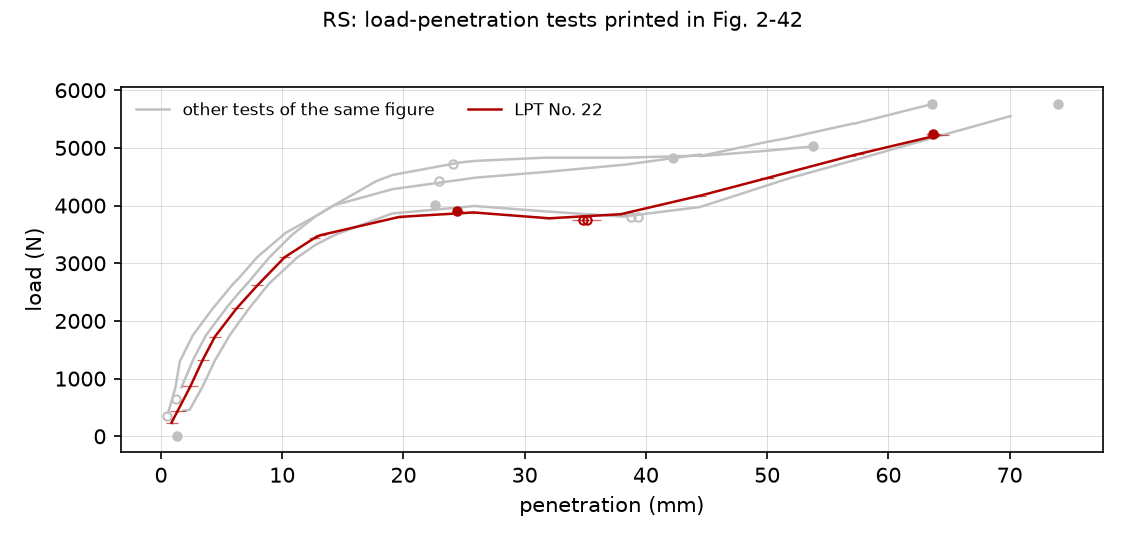 RS: load-penetration tests printed in Fig. 2-42
other tests of the same figure
LPT No. 22
load (N)
6000
5000
4000
3000
2000
1000
0
0 10 20 30 40 50 60 70
penetration (mm)